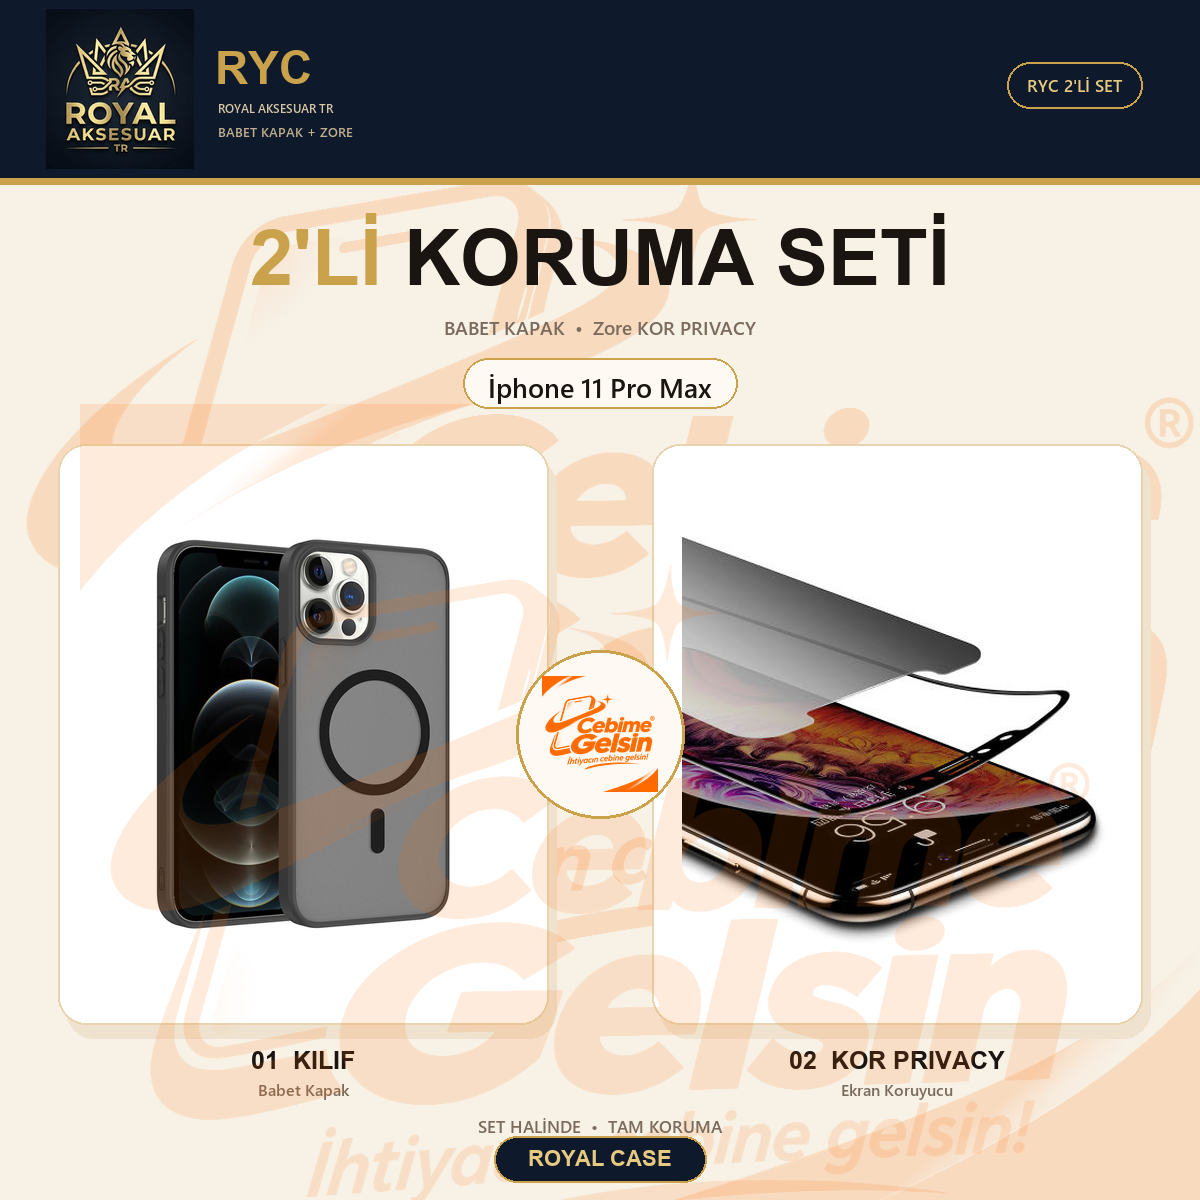 ROYAL
AKSESUAR
TR
RYC
ROYAL AKSESUAR TR
BABET KAPAK + ZORE
RYC 2'Lİ SET
2'Lİ KORUMA SETİ
BABET KAPAK • Zore KOR PRIVACY
İphone 11 Pro Max
Cebime®
Gelsin
İhtiyacın cebine gelsin!
01 KILIF
Babet Kapak
02 KOR PRIVACY
Ekran Koruyucu
SET HALİNDE • TAM KORUMA
ROYAL CASE
Cebime®
Gelsin